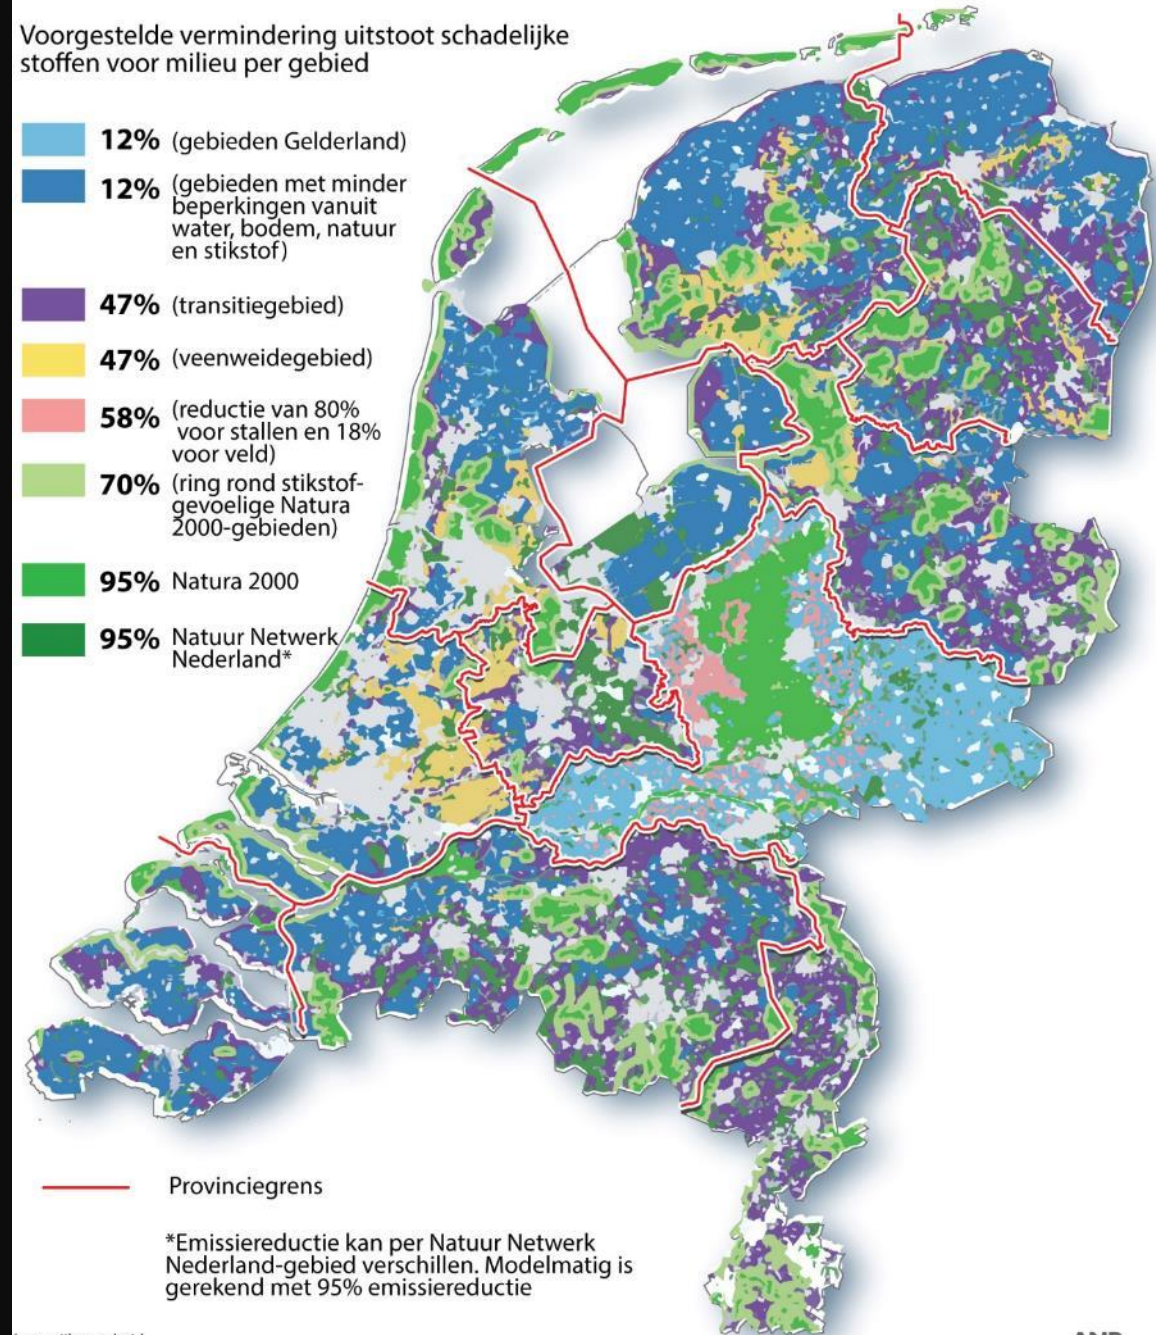 Voorgestelde vermindering uitstoot schadelijke
stoffen voor milieu per gebied
12% (gebieden Gelderland)
12% (gebieden met minder
beperkingen vanuit
water, bodem, natuur
en stikstof)
47% (transitiegebied)
47% (veenweidegebied)
58% (reductie van 80%
voor stallen en 18%
voor veld)
70% (ring rond stikstof-
gevoelige Natura
2000-gebieden)
95% Natura 2000
95% Natuur Netwerk
Nederland*
Provinciegrens
*Emissiereductie kan per Natuur Netwerk
Nederland-gebied verschillen. Modelmatig is
gerekend met 95% emissiereductie